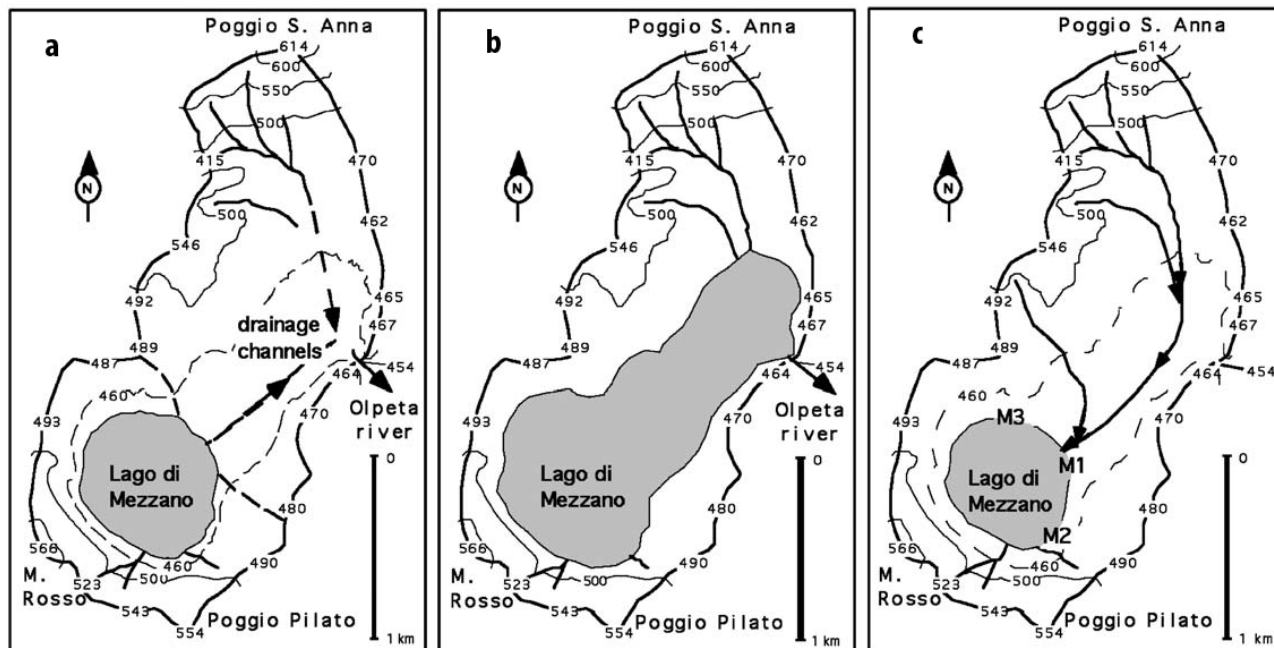 a
Poggio S. Anna
614
600
550
500
415
470
N
500
462
546
492
465
467
drainage
channels
489
487
454
464
460
470
Olpeta
river
493
0
Lago di
Mezzano
480
566
460
490
M.
Rosso
523
500
543
Poggio Pilato
554
1 km
b
Poggio S. Anna
614
600
550
500
415
470
N
500
462
546
492
465
467
489
487
454
464
470
Olpeta
river
493
0
Lago di
Mezzano
480
566
490
M.
Rosso
523
500
543
Poggio Pilato
554
1 km
c
Poggio S. Anna
614
600
550
500
415
470
N
500
462
546
492
465
467
489
487
464
454
460
470
493
M3
0
M1
Lago di
Mezzano
480
M2
566
460
490
M.
Rosso
523
500
543
Poggio Pilato
554
1 km